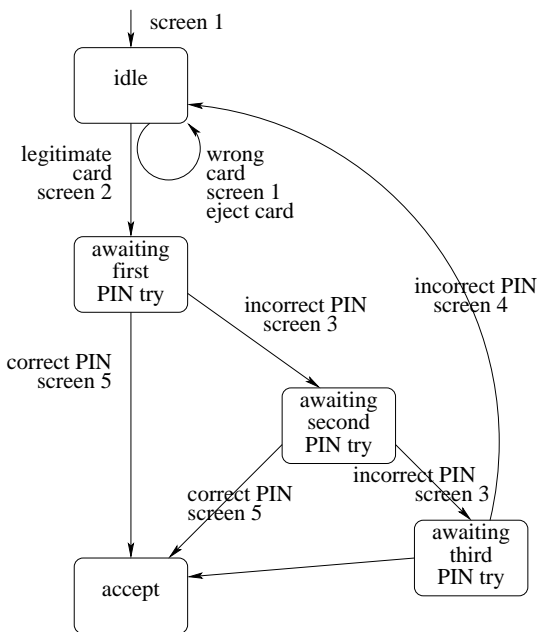 screen 1
idle
legitimate
card
screen 2
wrong
card
screen 1
eject card
awaiting
first
PIN try
incorrect PIN
screen 3
incorrect PIN
screen 4
correct PIN
screen 5
awaiting
second
PIN try
incorrect PIN
screen 3
correct PIN
screen 5
awaiting
third
PIN try
accept